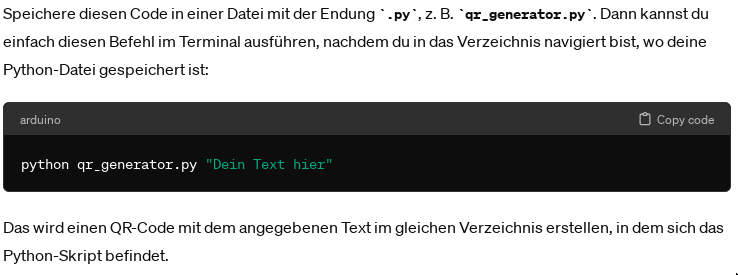 Speichere diesen Code in einer Datei mit der Endung `.py`, z. B. `qr_generator.py`. Dann kannst du
einfach diesen Befehl im Terminal ausführen, nachdem du in das Verzeichnis navigiert bist, wo deine
Python-Datei gespeichert ist:
arduino
Copy code
python qr_generator.py "Dein Text hier"
Das wird einen QR-Code mit dem angegebenen Text im gleichen Verzeichnis erstellen, in dem sich das
Python-Skript befindet.